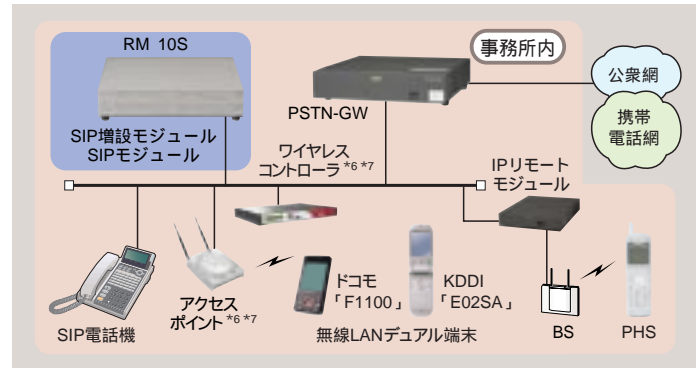 RM 10S
事務所内
公衆網
PSTN-GW
携帯
電話網
SIP増設モジュール
SIPモジュール
ワイヤレス
コントローラ*6 *7
IPリモート
モジュール
ドコモ
「F1100」
KDDI
「E02SA」
アクセス
ポイント*6 *7
SIP電話機
無線LANデュアル端末
BS
PHS